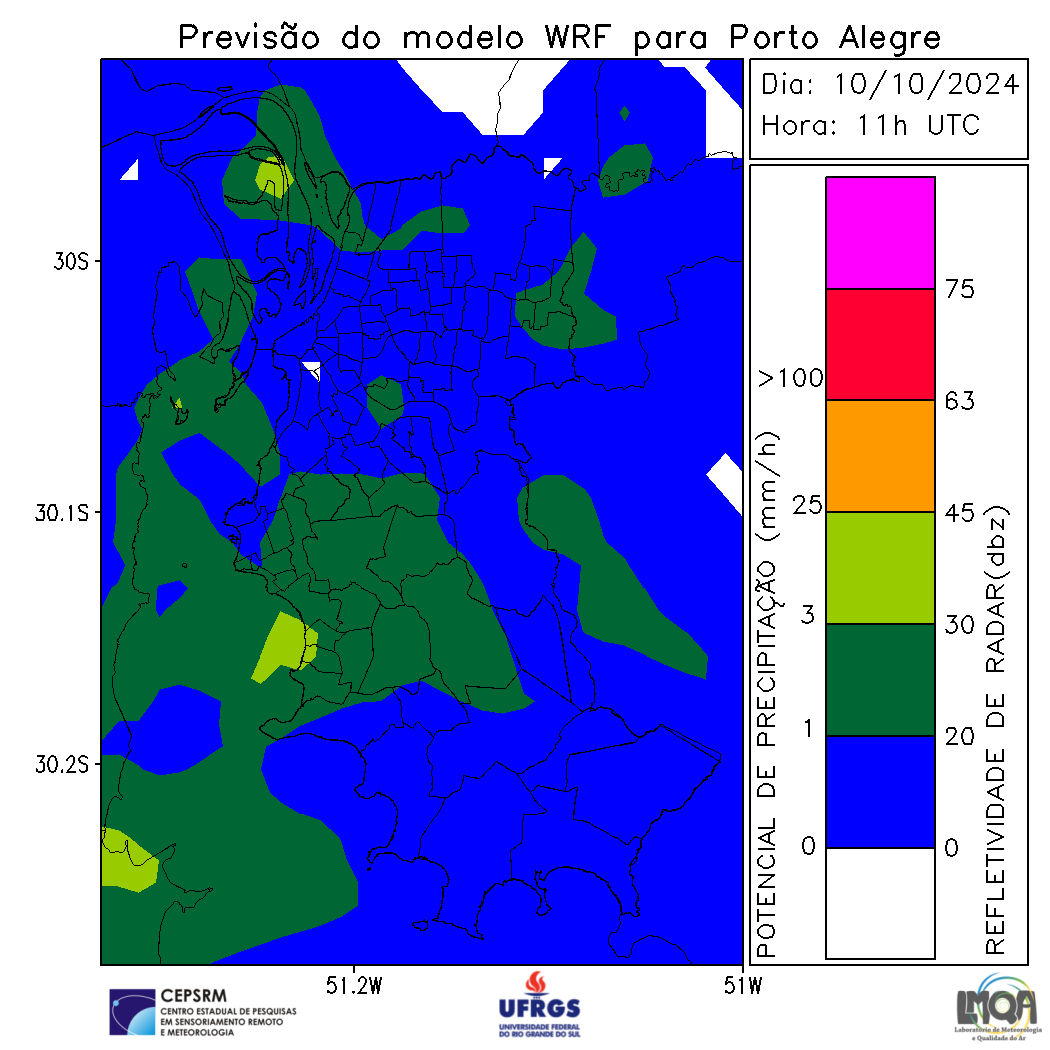 Previsão do modelo WRF para Porto Alegre
Dia: 10/10/2024
Hora: 11h UTC
30S
30.1S
30.2S
51.2W
51W
POTENCIAL DE PRECIPITAÇÃO (mm/h)
>100
25
3
1
0
75
63
45
30
20
0
REFLETIVIDADE DE RADAR(dbz)
CEPSRM
CENTRO ESTADUAL DE PESQUISAS
EM SENSORIAMENTO REMOTO
E METEOROLOGIA
UFRGS
UNIVERSIDADE FEDERAL
DO RIO GRANDE DO SUL
LMQA
Laboratório de Meteorologia
e Qualidade do Ar